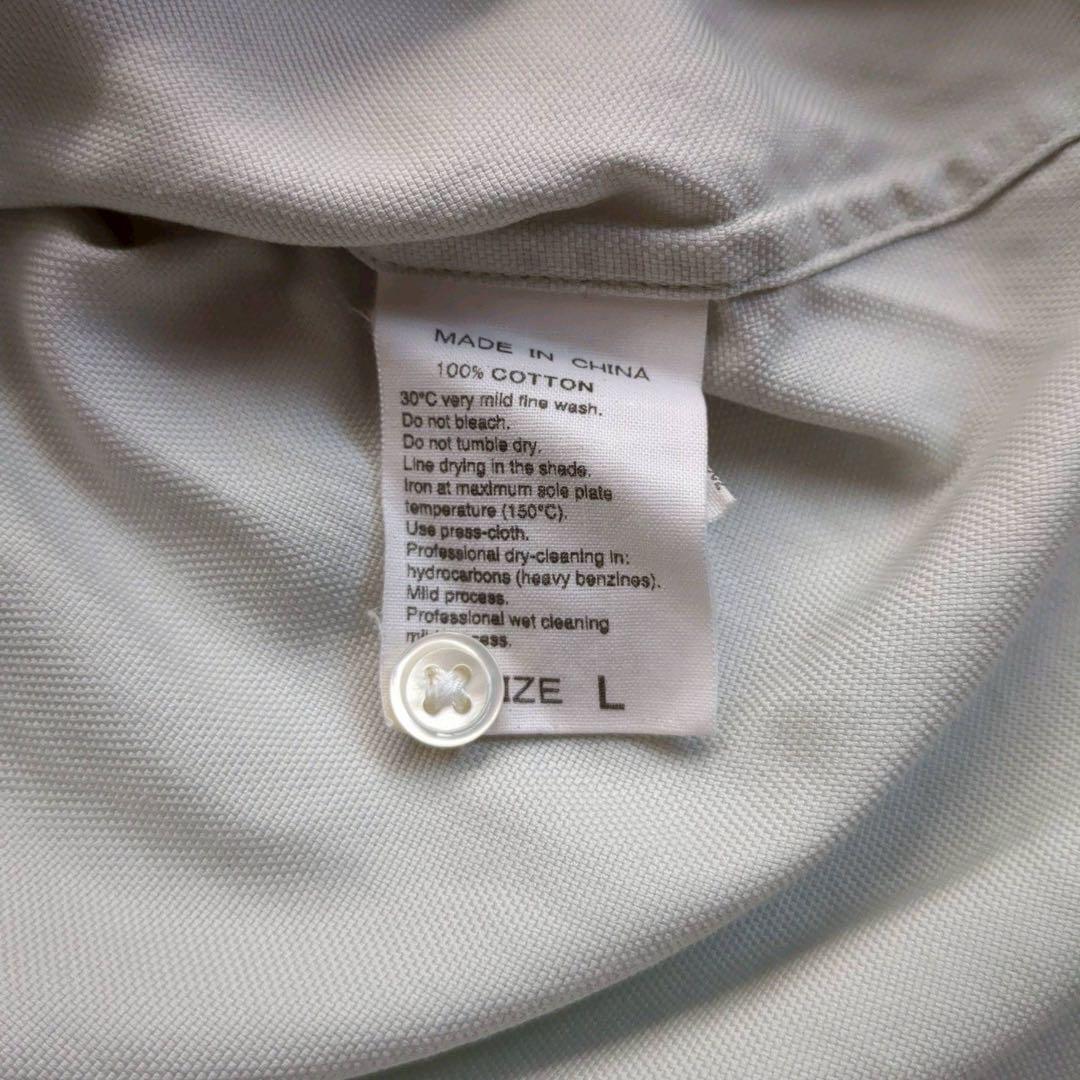 MADE IN CHINA
100% COTTON
30°C very mild fine wash.
Do not bleach.
Do not tumble dry.
Line drying in the shade.
Iron at maximum sole plate
temperature (150°C).
Use press-cloth.
Professional dry-cleaning in:
hydrocarbons (heavy benzines).
Mild process.
Professional wet cleaning
IZE L